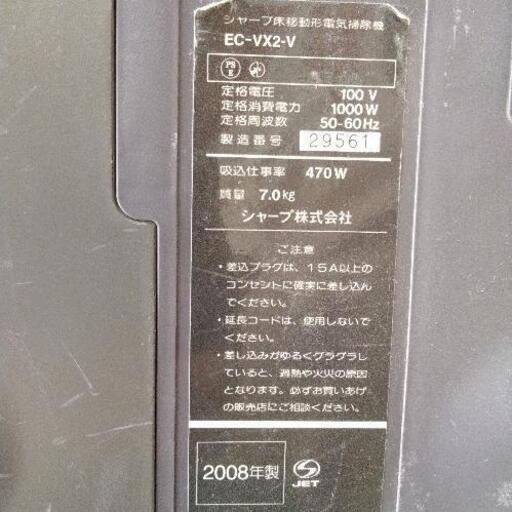 シャープ床移動形電気掃除機
EC-VX2-V
PS E
定格電圧 100 V
定格消費電力 1000 W
定格周波数 50-60 Hz
製造番号 29561
吸込仕事率 470 W
質量 7.0 kg
シャープ株式会社
ご注意
・差込プラグは、15A以上の
コンセントに確実に差し込ん
でください。
・延長コードは、使用しないで
ください。
・差し込みがゆるくグラグラし
ていると、過熱や火災の原因
となります。必ずお買いあげ
の販売店にご相談ください。
2008年製
JET